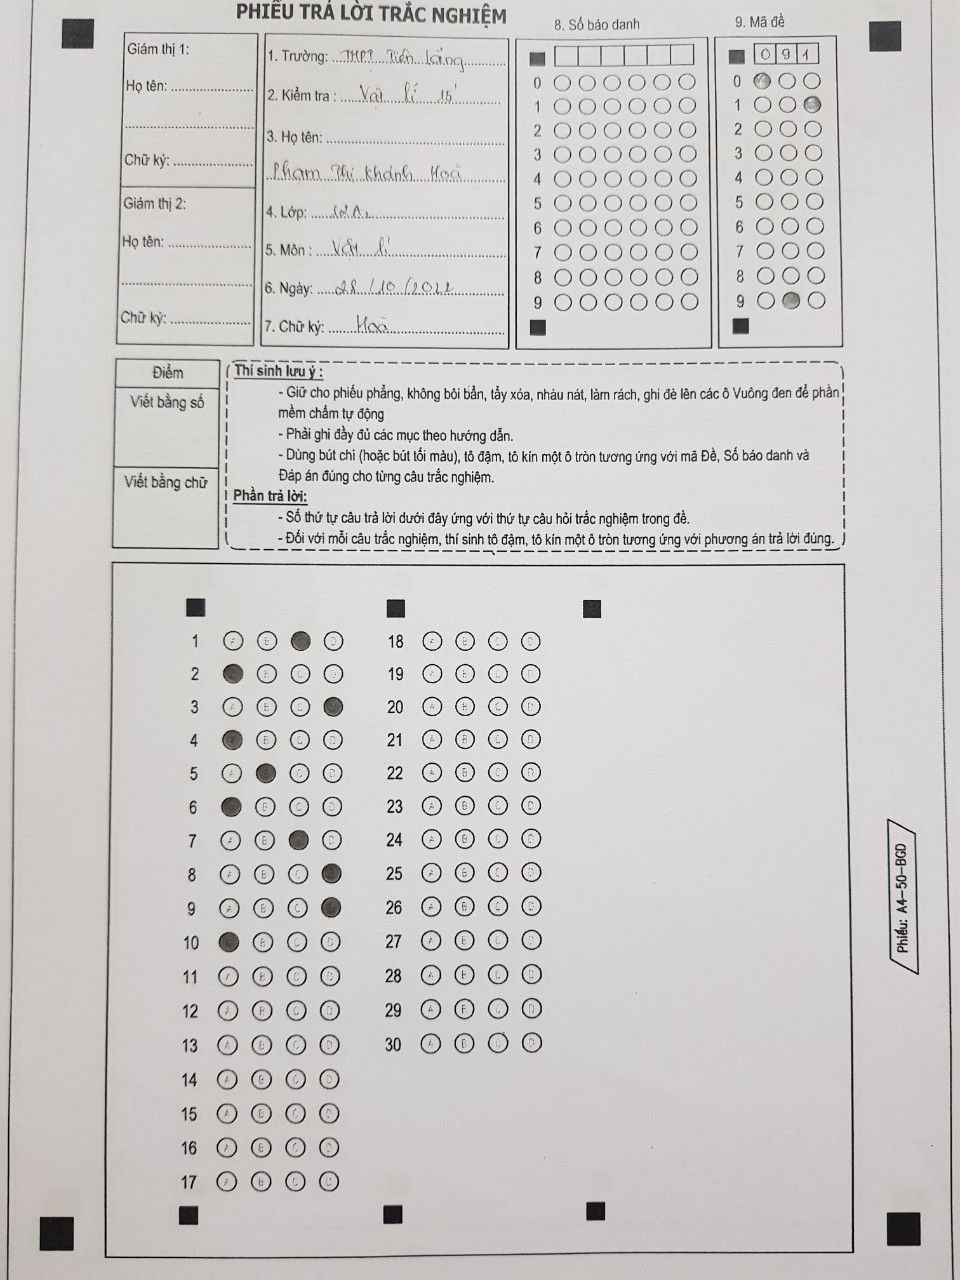 PHIẾU TRẢ LỜI TRẮC NGHIỆM
Giám thị 1:
Họ tên:
Chữ ký:
Giám thị 2:
Họ tên:
Chữ ký:
1. Trường: THPT Tiên Lãng
2. Kiểm tra : Vật lí 15'
3. Họ tên:
Phạm Thị Khánh Hoà
4. Lớp: 12A2
5. Môn : Vật lí
6. Ngày: 28/10/2022
7. Chữ ký: Hoà
8. Số báo danh
0
1
2
3
4
5
6
7
8
9
9. Mã đề
0 9 1
0
1
2
3
4
5
6
7
8
9
Điểm
Viết bằng số
Viết bằng chữ
Thí sinh lưu ý :
- Giữ cho phiếu phẳng, không bôi bẩn, tẩy xóa, nhàu nát, làm rách, ghi đè lên các ô Vuông đen để phần
mềm chấm tự động
- Phải ghi đầy đủ các mục theo hướng dẫn.
- Dùng bút chì (hoặc bút tối màu), tô đậm, tô kín một ô tròn tương ứng với mã Đề, Số báo danh và
Đáp án đúng cho từng câu trắc nghiệm.
Phần trả lời:
- Số thứ tự câu trả lời dưới đây ứng với thứ tự câu hỏi trắc nghiệm trong đề.
- Đối với mỗi câu trắc nghiệm, thí sinh tô đậm, tô kín một ô tròn tương ứng với phương án trả lời đúng.
1 A B D
2 B C D
3 A B C
4 B C D
5 A C D
6 B C D
7 A B D
8 A B C
9 A B C
10 B C D
11 A B C D
12 A B C D
13 A B C D
14 A B C D
15 A B C D
16 A B C D
17 A B C D
18 A B C D
19 A B C D
20 A B C D
21 A B C D
22 A B C D
23 A B C D
24 A B C D
25 A B C D
26 A B C D
27 A B C D
28 A B C D
29 A B C D
30 A B C D
Phiếu: A4-50-BGD